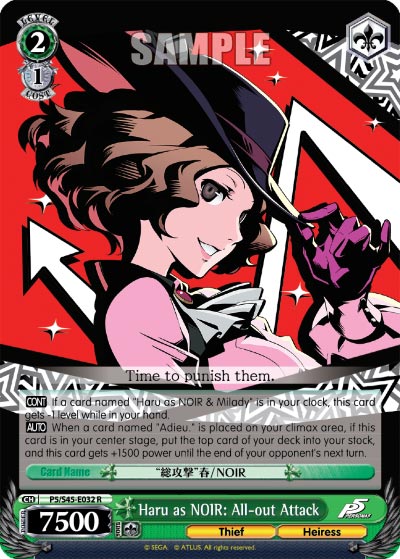 LEVEL
2
1
COST
SAMPLE
Time to punish them.
CONT If a card named "Haru as NOIR & Milady" is in your clock, this card
gets -1 level while in your hand.
AUTO When a card named "Adieu." is placed on your climax area, if this
card is in your center stage, put the top card of your deck into your stock,
and this card gets +1500 power until the end of your opponent's next turn.
Card Name
"総攻撃"春/NOIR
CH P5/S45-E032 R
Haru as NOIR: All-out Attack
P5
PERSONA5
POWER
7500
TRAIT
Thief
Heiress
© SEGA. © ATLUS. All rights reserved.